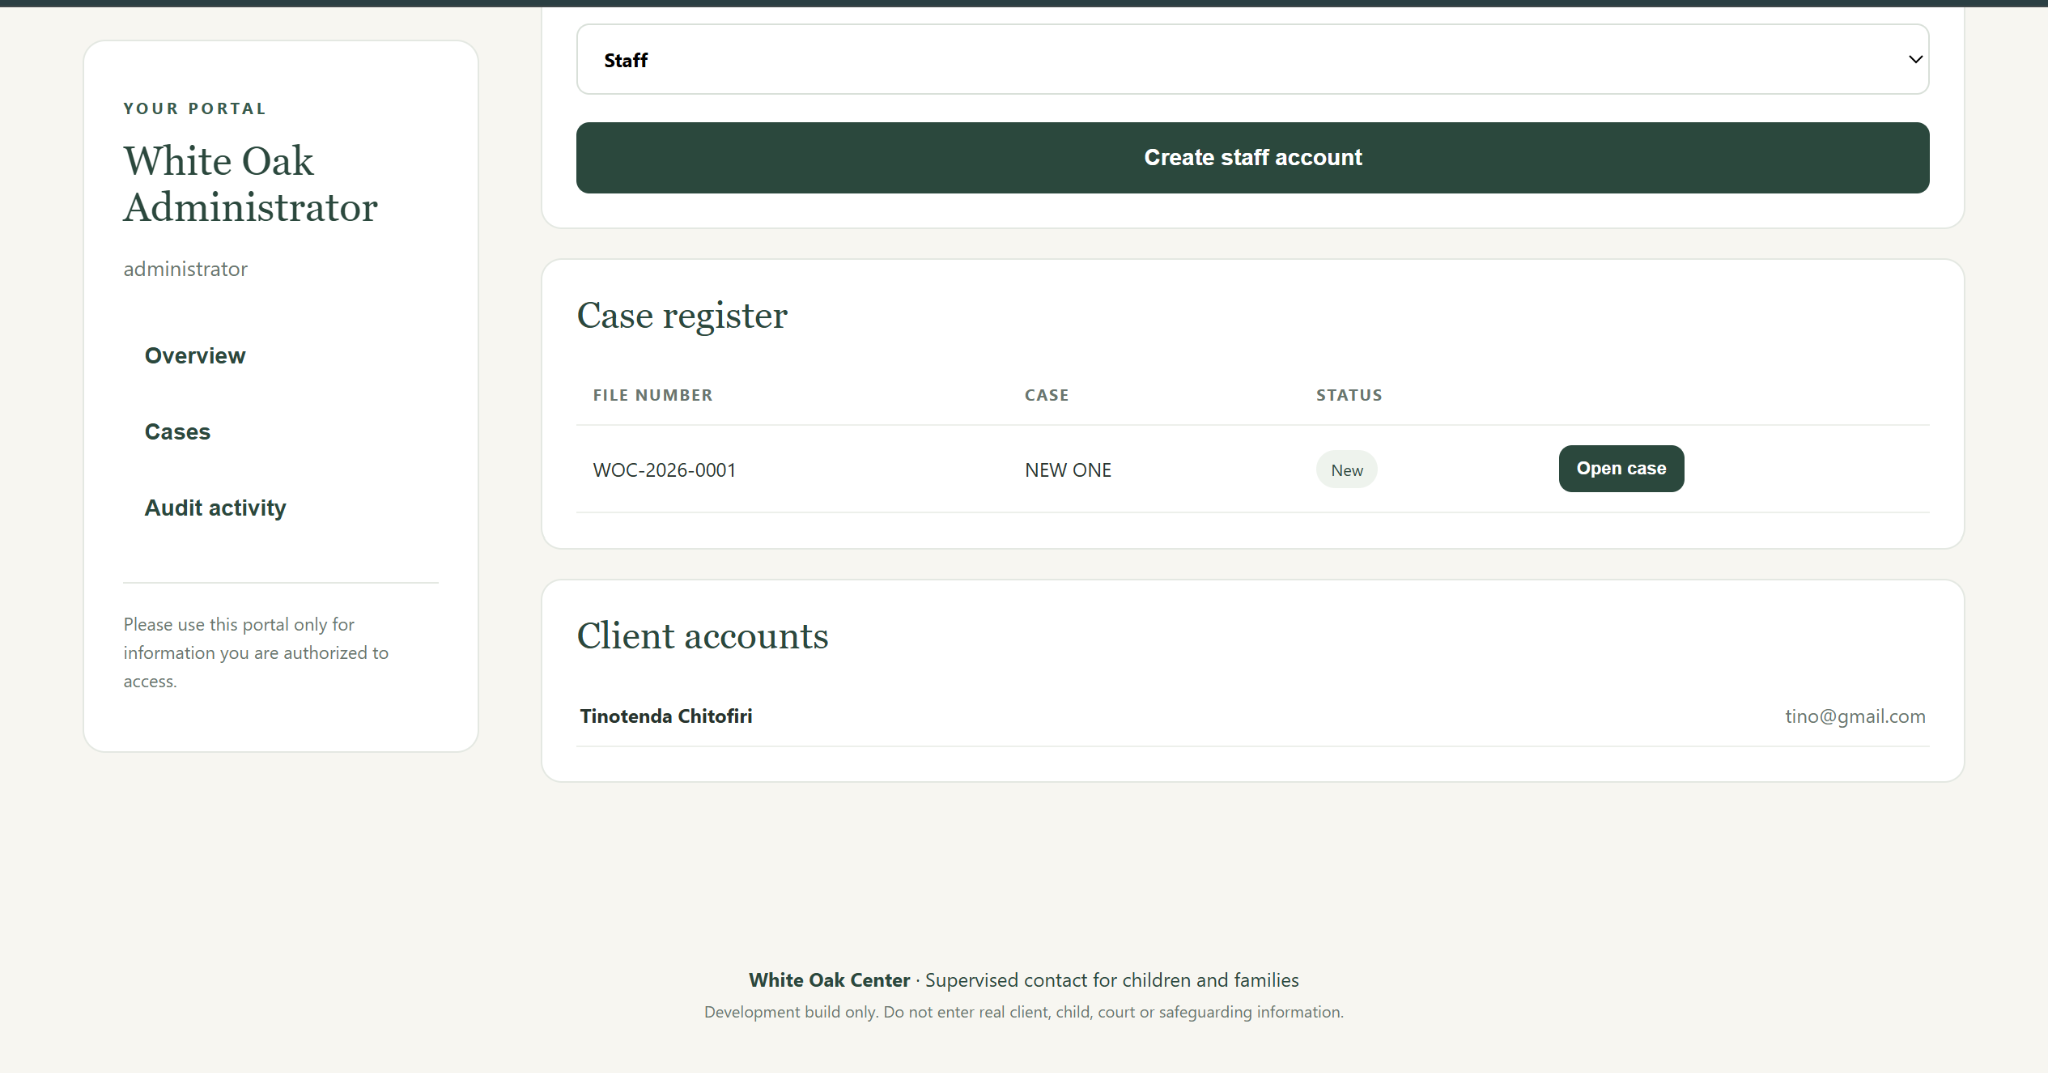 YOUR PORTAL
White Oak
Administrator
administrator
Overview
Cases
Audit activity
Please use this portal only for
information you are authorized to
access.
Staff
Create staff account
Case register
FILE NUMBER CASE STATUS
WOC-2026-0001 NEW ONE New Open case
Client accounts
Tinotenda Chitofiri tino@gmail.com
White Oak Center · Supervised contact for children and families
Development build only. Do not enter real client, child, court or safeguarding information.